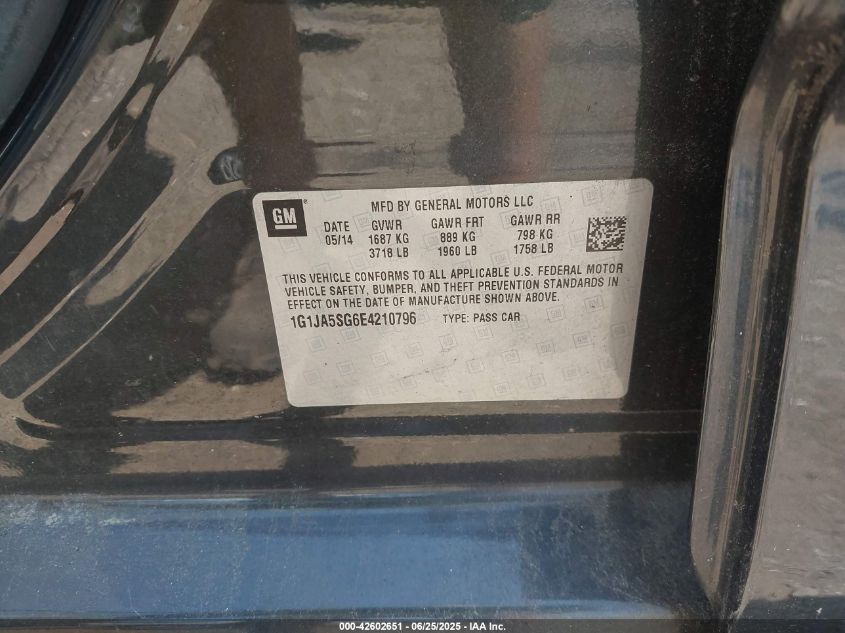 GM ®
MFD BY GENERAL MOTORS LLC
DATE GVWR GAWR FRT GAWR RR
05/14 1687 KG 889 KG 798 KG
3718 LB 1960 LB 1758 LB
THIS VEHICLE CONFORMS TO ALL APPLICABLE U.S. FEDERAL MOTOR
VEHICLE SAFETY, BUMPER, AND THEFT PREVENTION STANDARDS IN
EFFECT ON THE DATE OF MANUFACTURE SHOWN ABOVE.
1G1JA5SG6E4210796 TYPE: PASS CAR
000-42602651 - 06/25/2025 - IAA Inc.